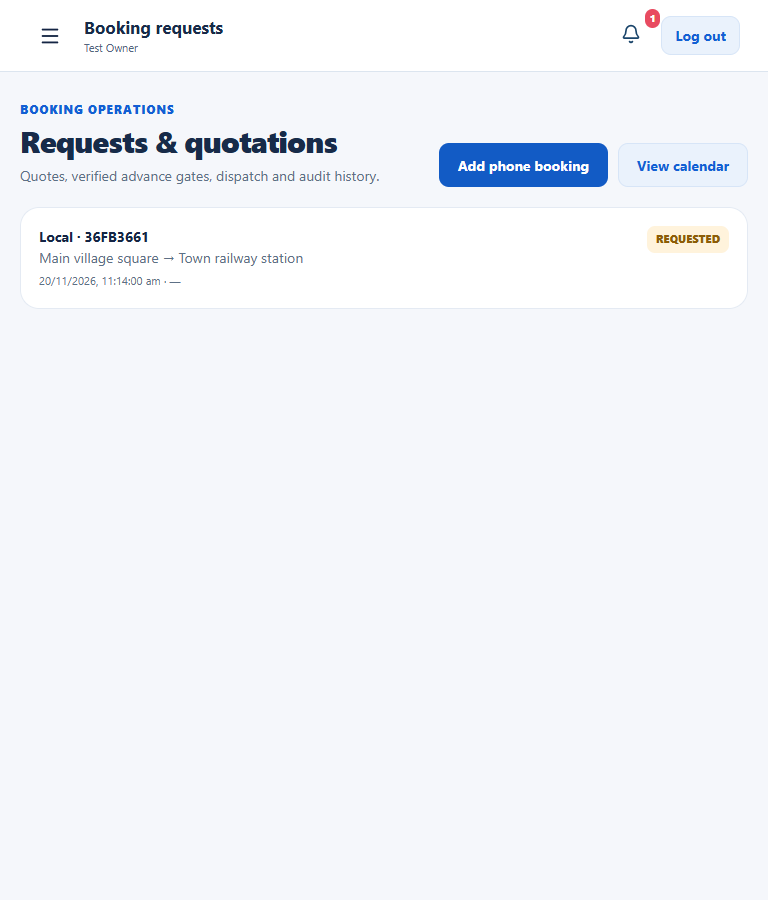 Booking requests
Test Owner
1
Log out
BOOKING OPERATIONS
Requests & quotations
Quotes, verified advance gates, dispatch and audit history.
Add phone booking
View calendar
Local · 36FB3661
REQUESTED
Main village square → Town railway station
20/11/2026, 11:14:00 am · —